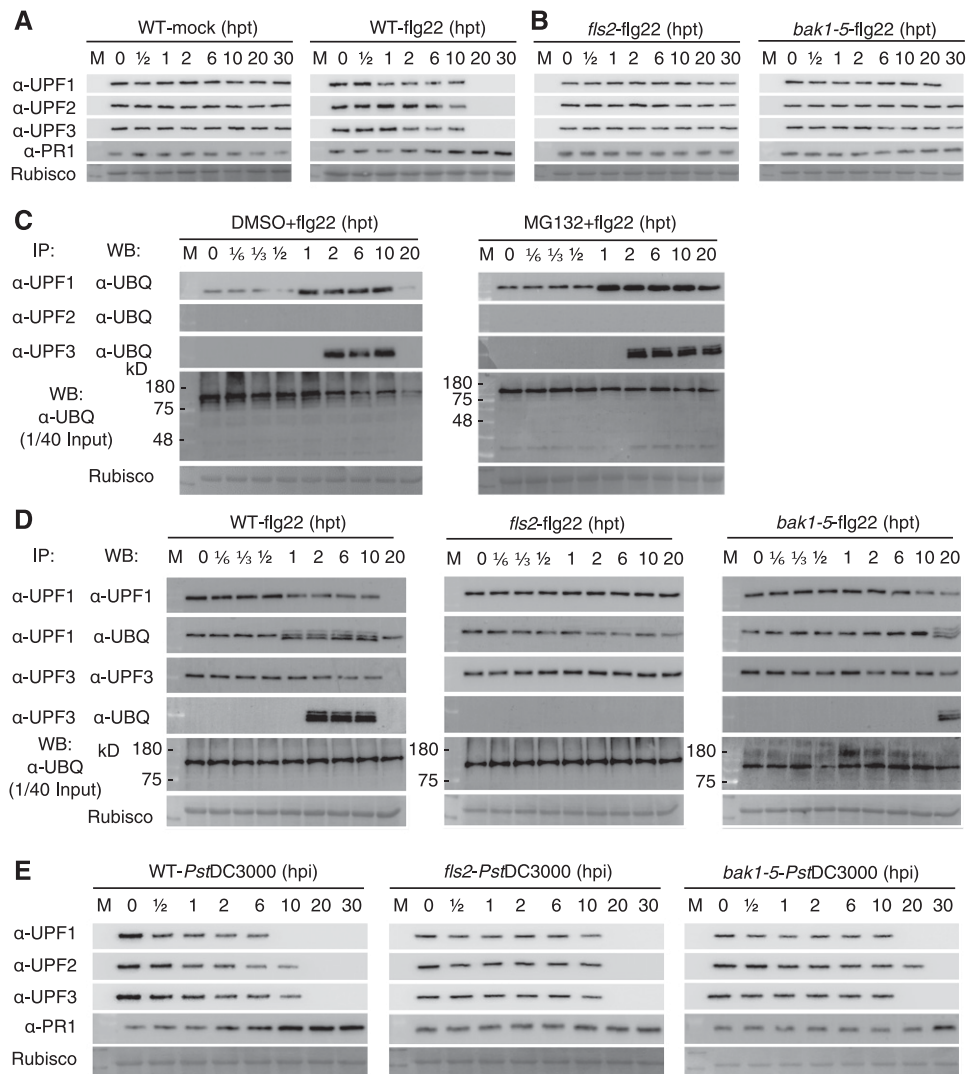 A
WT-mock (hpt) WT-flg22 (hpt)
M 0 ½ 1 2 6 10 20 30 M 0 ½ 1 2 6 10 20 30
α-UPF1
α-UPF2
α-UPF3
α-PR1
Rubisco
B
fls2-flg22 (hpt) bak1-5-flg22 (hpt)
M 0 ½ 1 2 6 10 20 30 M 0 ½ 1 2 6 10 20 30
C
DMSO+flg22 (hpt) MG132+flg22 (hpt)
IP: WB: M 0 ⅙ ⅓ ½ 1 2 6 10 20 M 0 ⅙ ⅓ ½ 1 2 6 10 20
α-UPF1 α-UBQ
α-UPF2 α-UBQ
α-UPF3 α-UBQ
kD
WB:
α-UBQ
(1/40 Input)
180
75
48
180
75
48
Rubisco
D
WT-flg22 (hpt) fls2-flg22 (hpt) bak1-5-flg22 (hpt)
IP: WB: M 0 ⅙ ⅓ ½ 1 2 6 10 20 M 0 ⅙ ⅓ ½ 1 2 6 10 20 M 0 ⅙ ⅓ ½ 1 2 6 10 20
α-UPF1 α-UPF1
α-UPF1 α-UBQ
α-UPF3 α-UPF3
α-UPF3 α-UBQ
WB: kD
α-UBQ
(1/40 Input)
180
75
180
75
180
75
Rubisco
E
WT-PstDC3000 (hpi) fls2-PstDC3000 (hpi) bak1-5-PstDC3000 (hpi)
M 0 ½ 1 2 6 10 20 30 M 0 ½ 1 2 6 10 20 30 M 0 ½ 1 2 6 10 20 30
α-UPF1
α-UPF2
α-UPF3
α-PR1
Rubisco